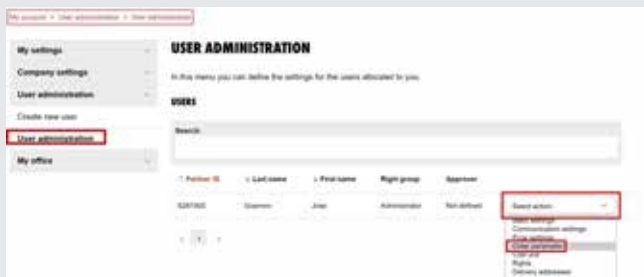 My account > User administration > User administration
My settings
Company settings
User administration
Create new user
User administration
My office
USER ADMINISTRATION
In this menu you can define the settings for the users allocated to you.
USERS
Search
Partner ID Last name First name Right group Approver
Administrator Not defined Select action
1
Communication settings
Order parameter
Rights
Delivery addresses